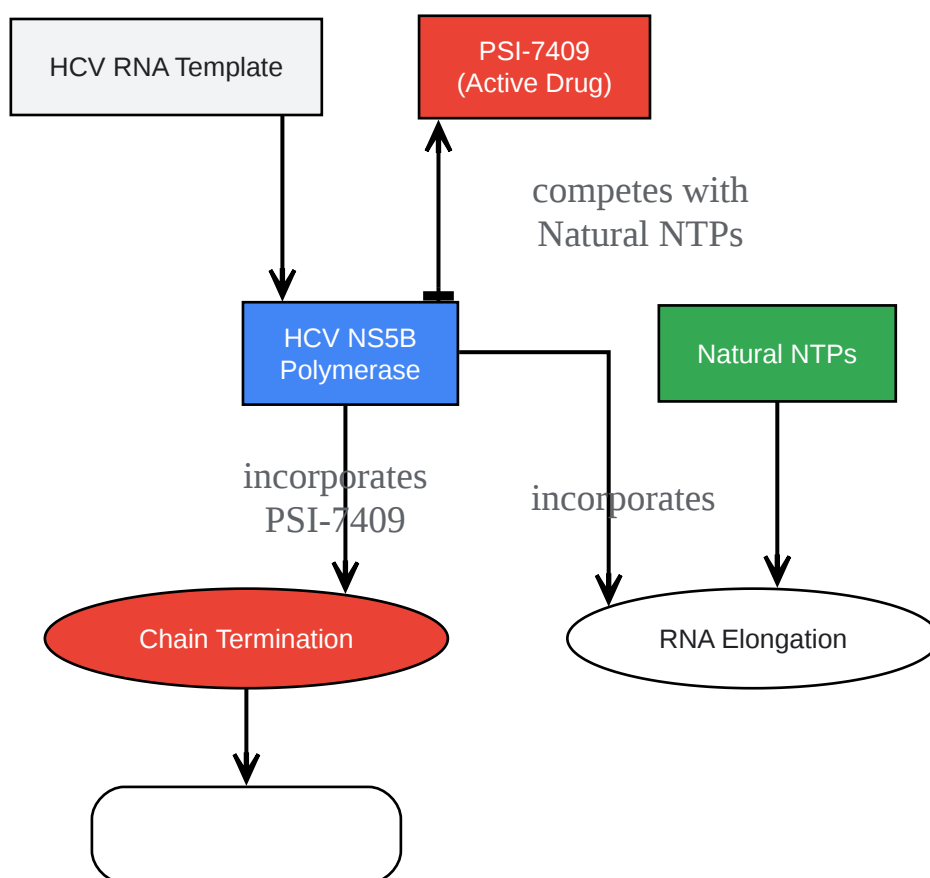 HCV RNA Template
PSI-7409
(Active Drug)
competes with
Natural NTPs
HCV NS5B
Polymerase
Natural NTPs
incorporates
PSI-7409
incorporates
Chain Termination
RNA Elongation